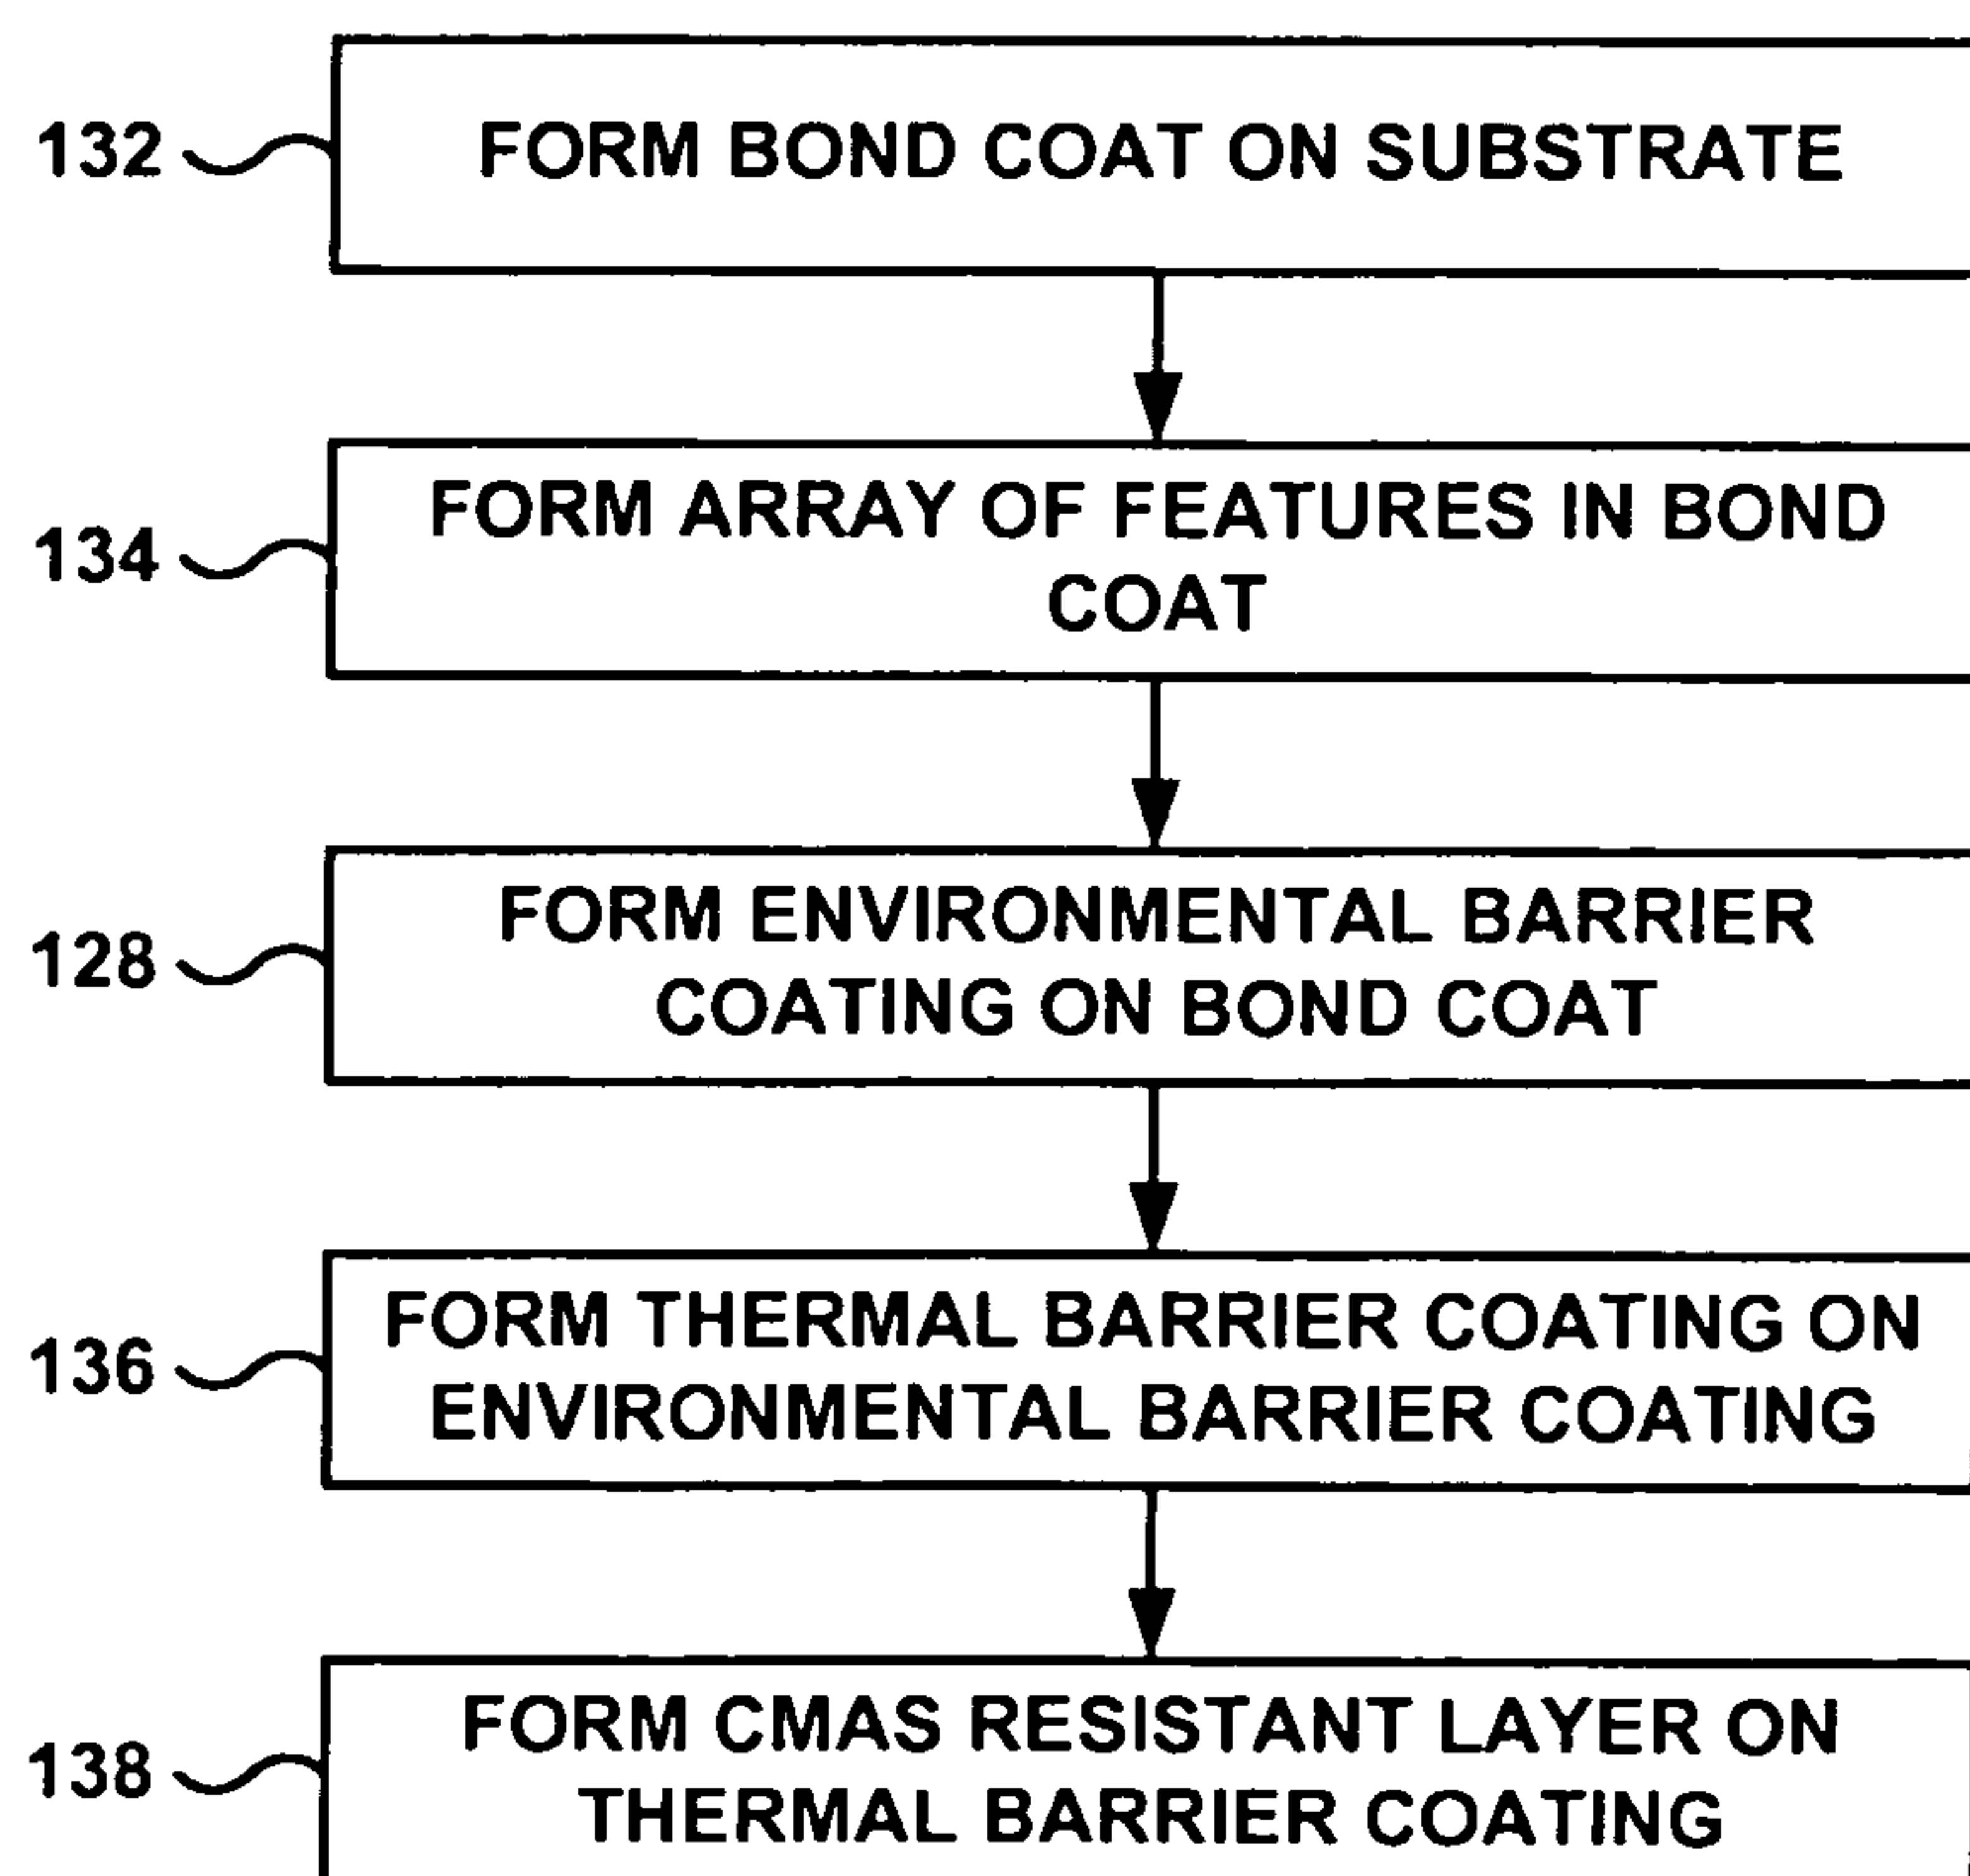 132
FORM BOND COAT ON SUBSTRATE
134
FORM ARRAY OF FEATURES IN BOND
COAT
128
FORM ENVIRONMENTAL BARRIER
COATING ON BOND COAT
136
FORM THERMAL BARRIER COATING ON
ENVIRONMENTAL BARRIER COATING
138
FORM CMAS RESISTANT LAYER ON
THERMAL BARRIER COATING